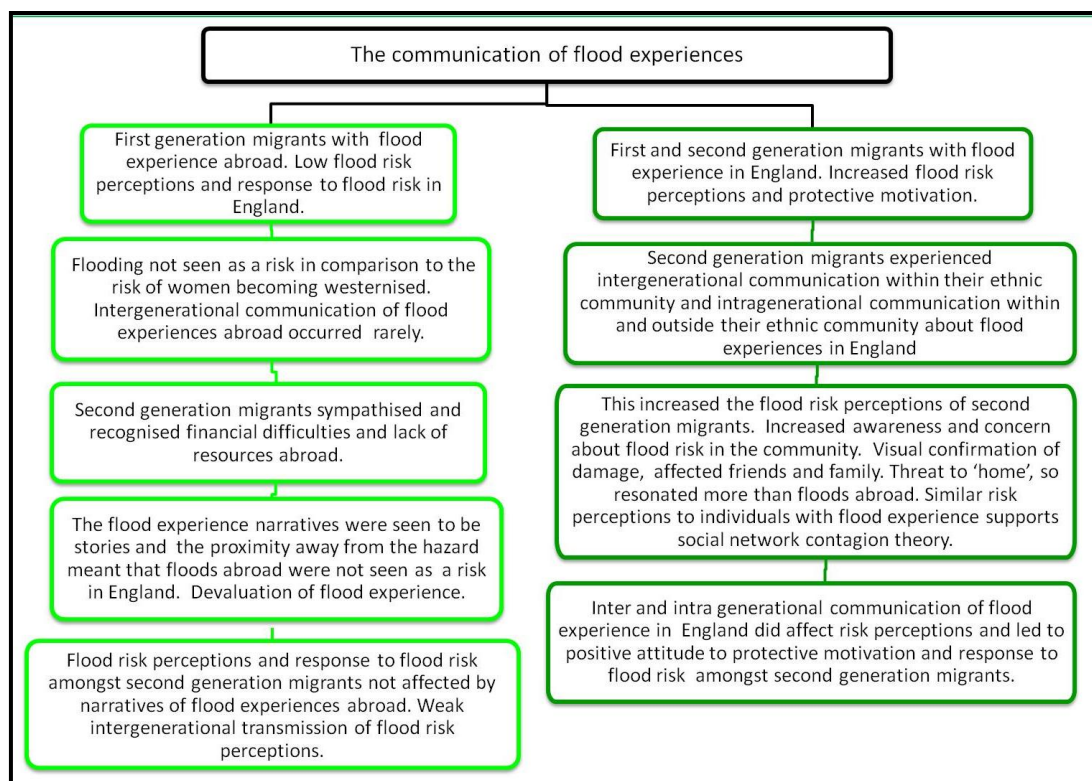 The communication of flood experiences
First generation migrants with flood
experience abroad. Low flood risk
perceptions and response to flood risk in
England.
Flooding not seen as a risk in comparison to the
risk of women becoming westernised.
Intergenerational communication of flood
experiences abroad occurred rarely.
Second generation migrants sympathised and
recognised financial difficulties and lack of
resources abroad.
The flood experience narratives were seen to be
stories and the proximity away from the hazard
meant that floods abroad were not seen as a risk
in England. Devaluation of flood experience.
Flood risk perceptions and response to flood risk
amongst second generation migrants not affected by
narratives of flood experiences abroad. Weak
intergenerational transmission of flood risk
perceptions.
First and second generation migrants with flood
experience in England. Increased flood risk
perceptions and protective motivation.
Second generation migrants experienced
intergenerational communication within their ethnic
community and intragenerational communication within
and outside their ethnic community about flood
experiences in England
This increased the flood risk perceptions of second
generation migrants. Increased awareness and concern
about flood risk in the community. Visual confirmation of
damage, affected friends and family. Threat to ‘home’, so
resonated more than floods abroad. Similar risk
perceptions to individuals with flood experience supports
social network contagion theory.
Inter and intra generational communication of flood
experience in England did affect risk perceptions and led to
positive attitude to protective motivation and response to
flood risk amongst second generation migrants.